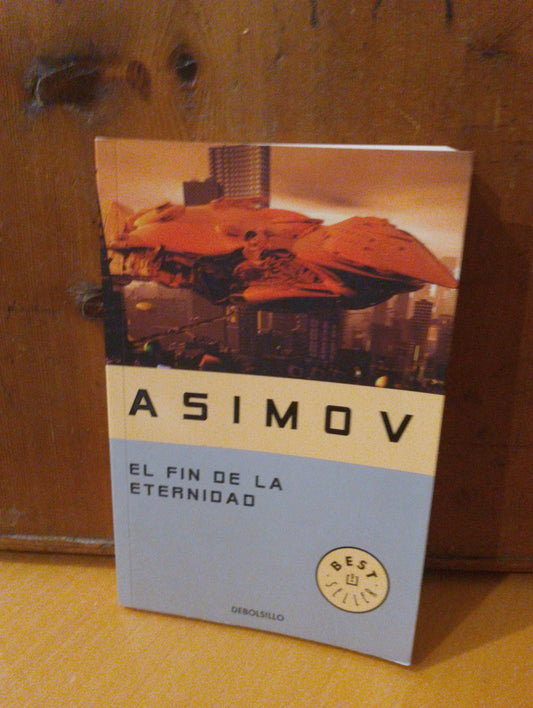 ASIMOV
EL FIN DE LA
ETERNIDAD
BEST
SELLER
DEBOLSILLO